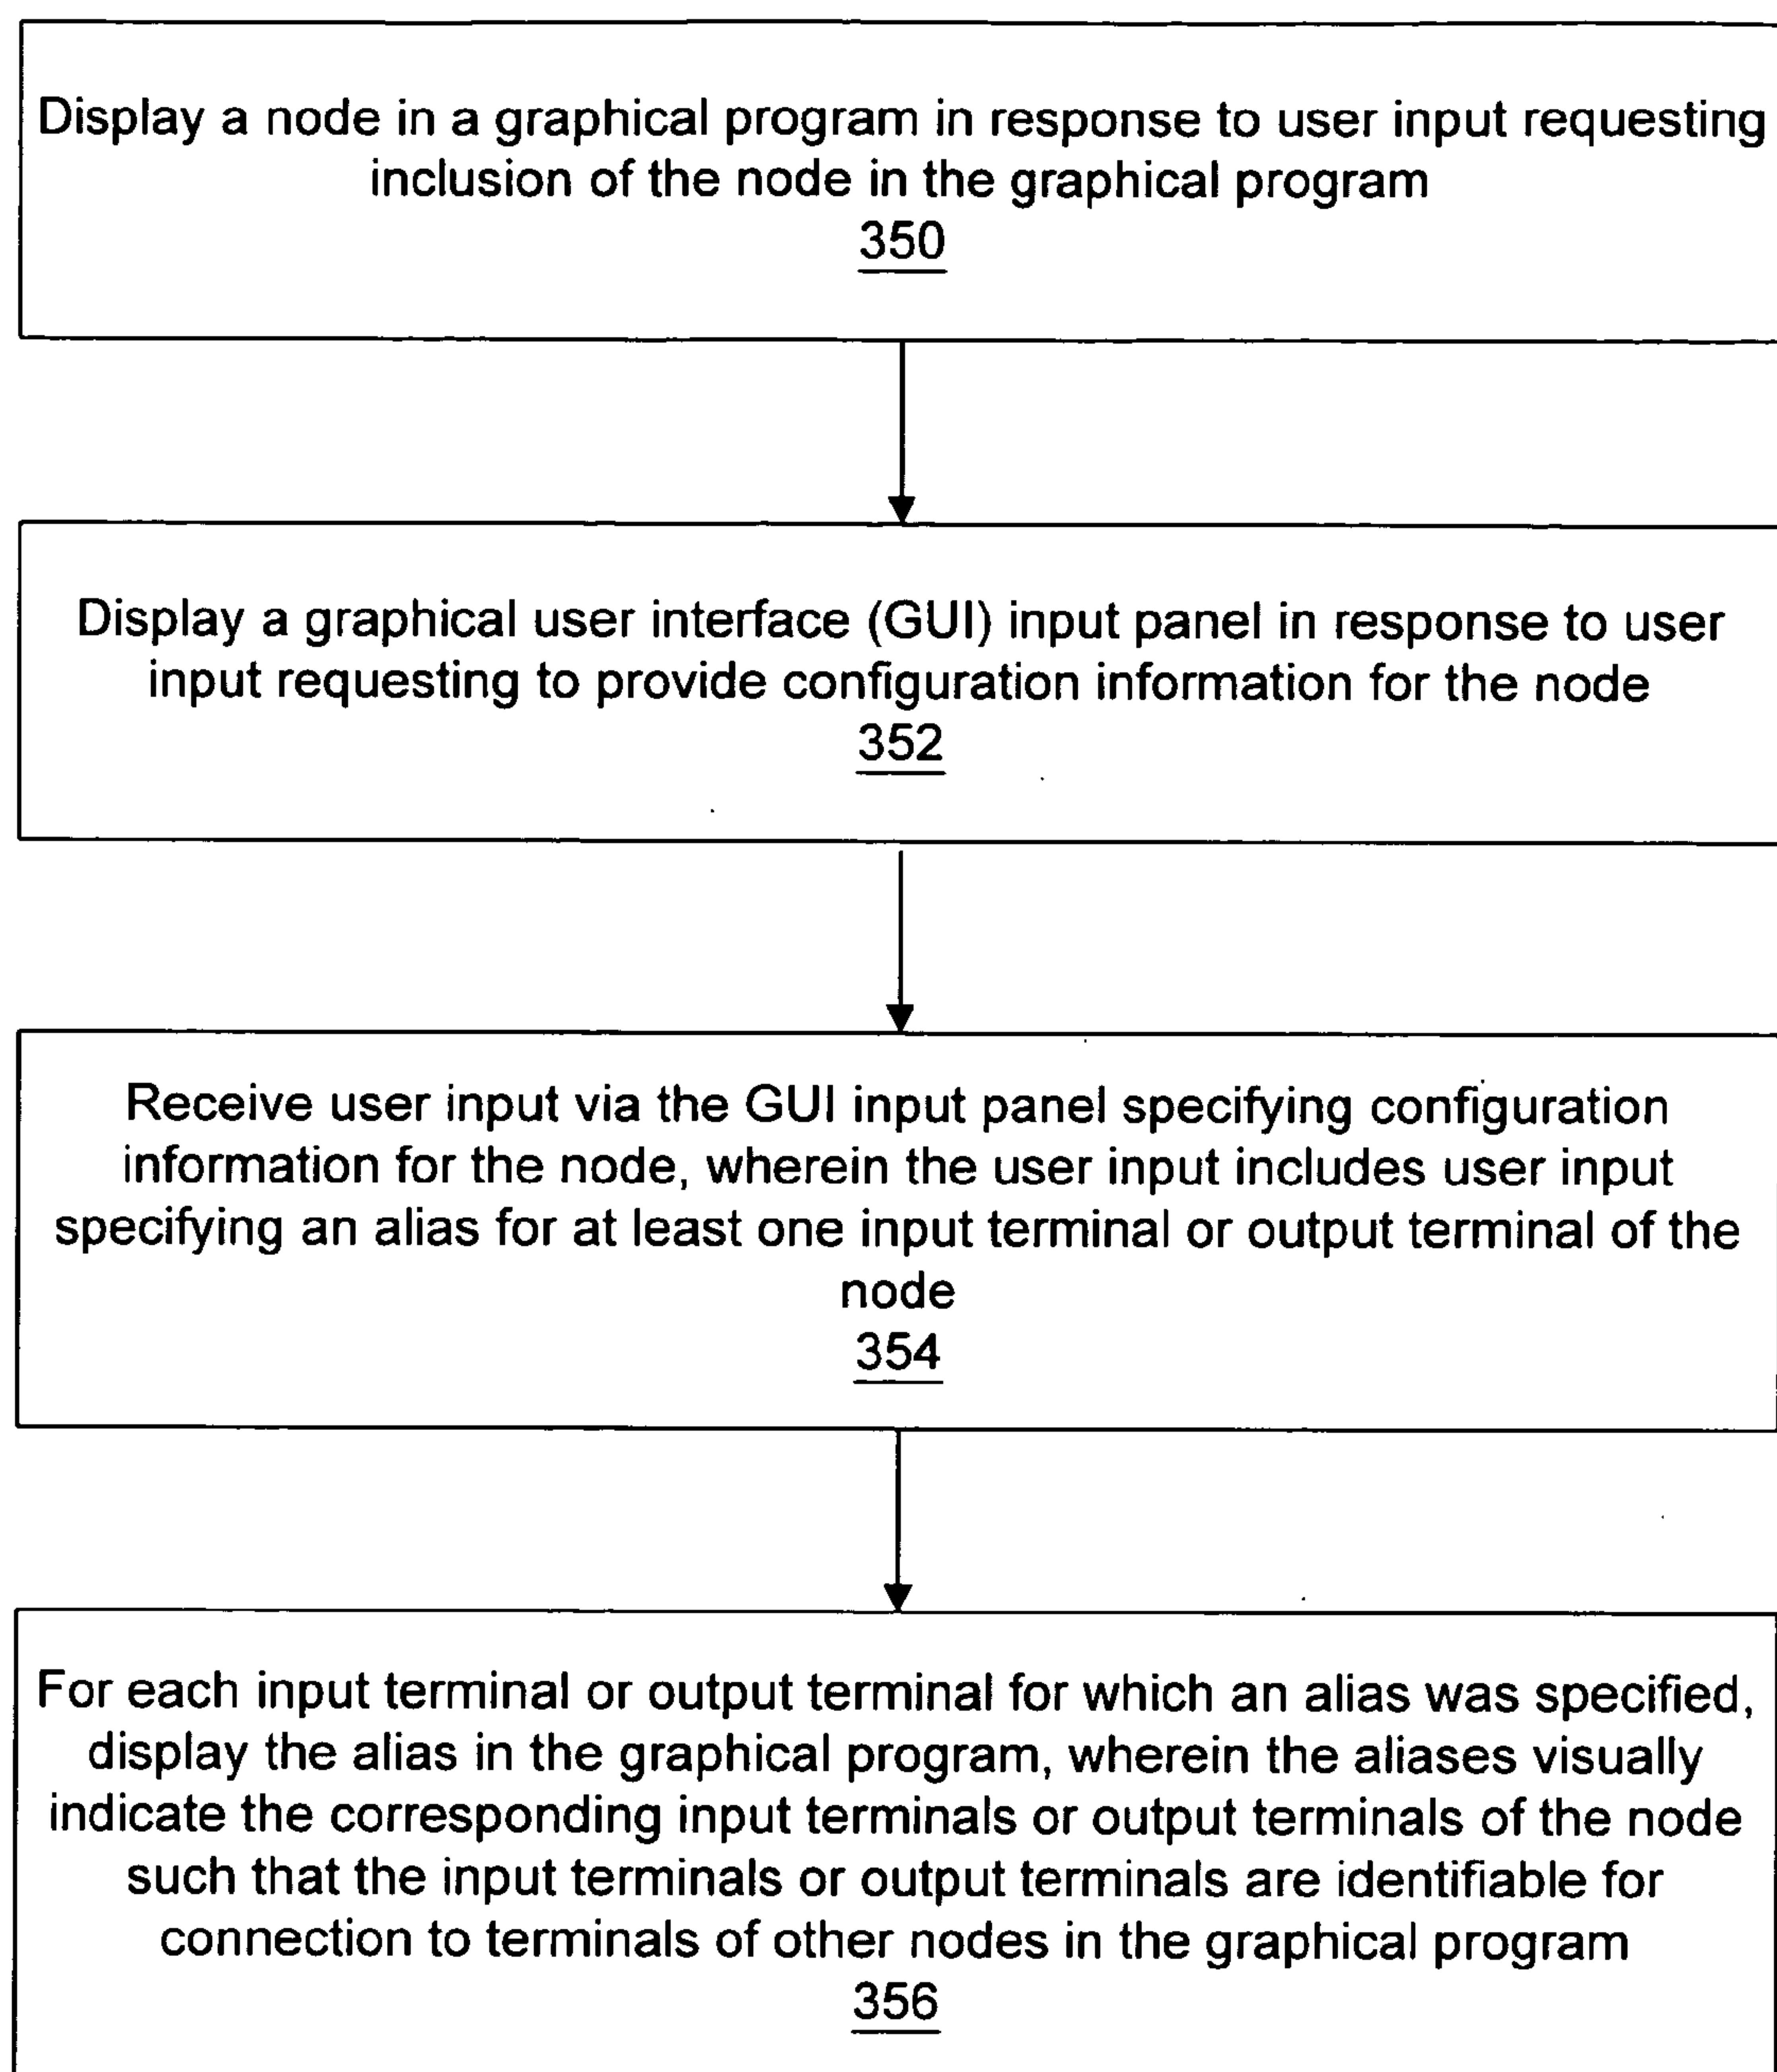 Display a node in a graphical program in response to user input requesting
inclusion of the node in the graphical program
350
Display a graphical user interface (GUI) input panel in response to user
input requesting to provide configuration information for the node
352
Receive user input via the GUI input panel specifying configuration
information for the node, wherein the user input includes user input
specifying an alias for at least one input terminal or output terminal of the
node
354
For each input terminal or output terminal for which an alias was specified,
display the alias in the graphical program, wherein the aliases visually
indicate the corresponding input terminals or output terminals of the node
such that the input terminals or output terminals are identifiable for
connection to terminals of other nodes in the graphical program
356